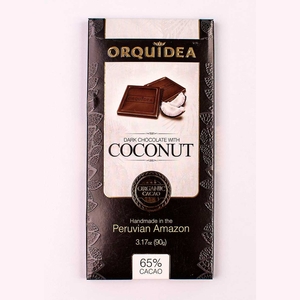 ORQUIDEA
DARK CHOCOLATE WITH
COCONUT
ORGANIC
CACAO
Handmade in the
Peruvian Amazon
3.17oz (90g)
65%
CACAO